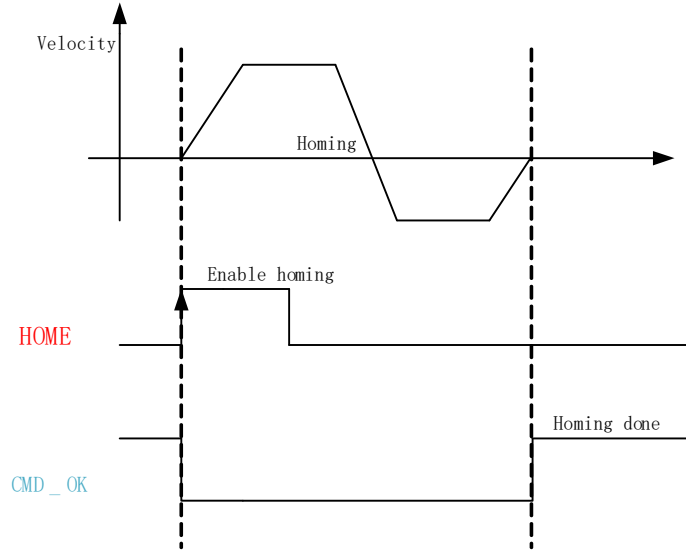 Velocity
Homing
Enable homing
HOME
Homing done
CMD_OK